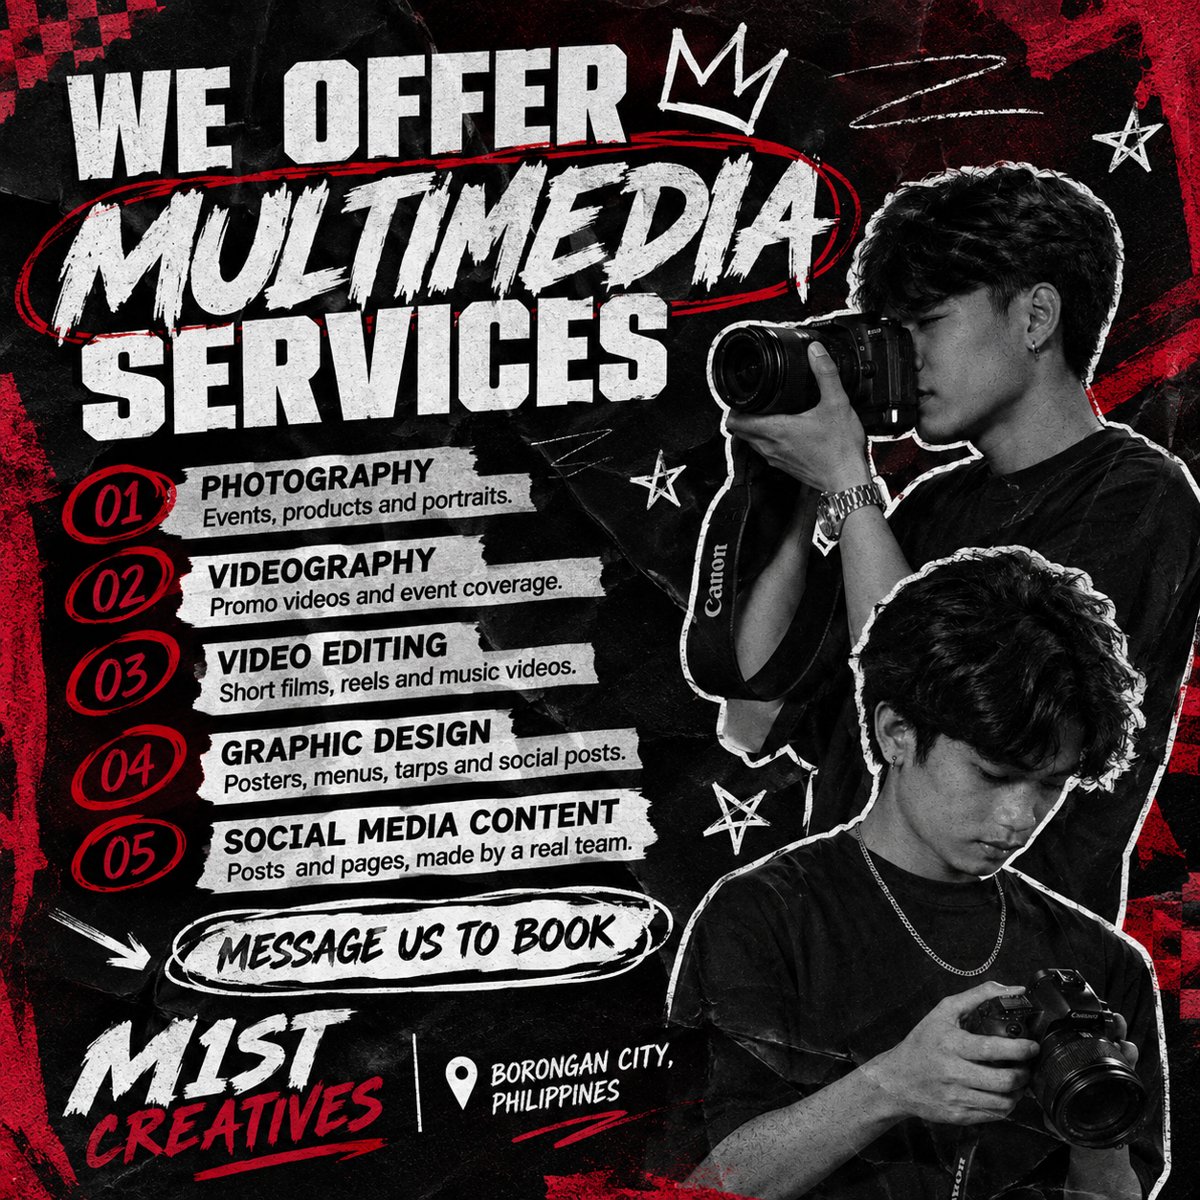 WE OFFER
MULTIMEDIA
SERVICES
01
PHOTOGRAPHY
Events, products and portraits.
02
VIDEOGRAPHY
Promo videos and event coverage.
03
VIDEO EDITING
Short films, reels and music videos.
04
GRAPHIC DESIGN
Posters, menus, tarps and social posts.
05
SOCIAL MEDIA CONTENT
Posts and pages, made by a real team.
MESSAGE US TO BOOK
M1ST
CREATIVES
BORONGAN CITY,
PHILIPPINES
Canon
Canon